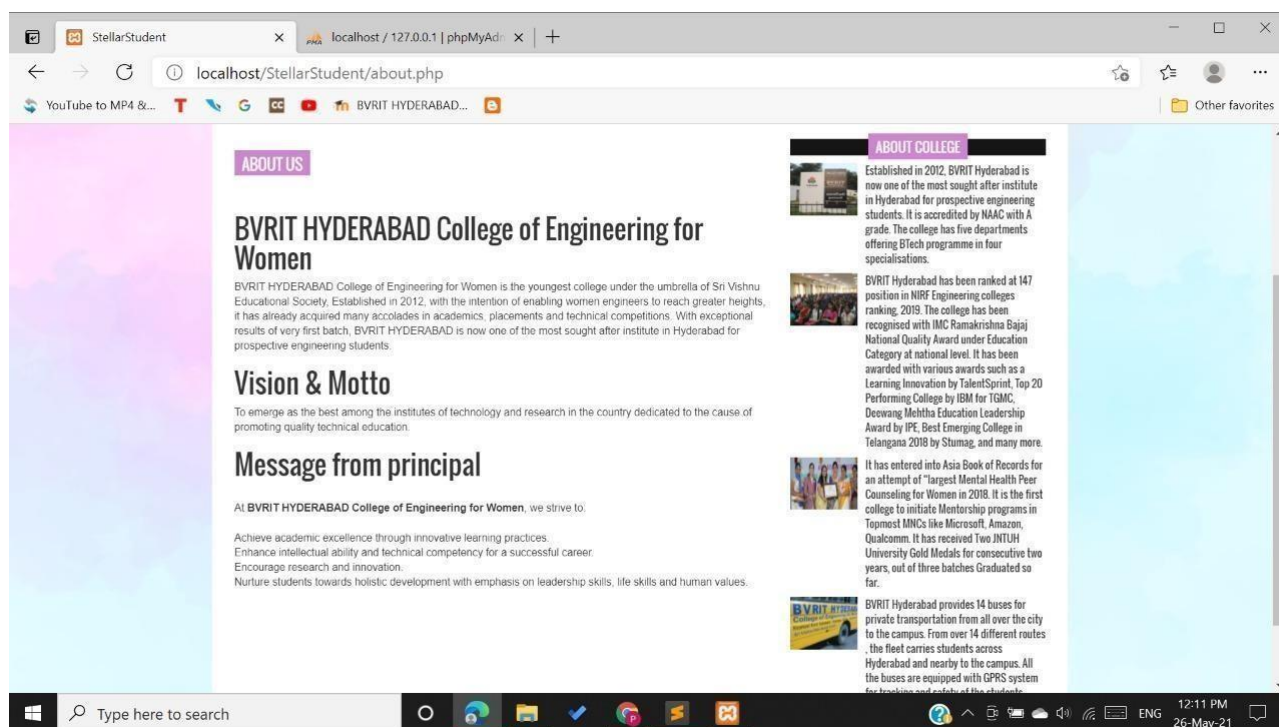 StellarStudent
localhost / 127.0.0.1 | phpMyAdn
localhost/StellarStudent/about.php
YouTube to MP4 &... T G CC BVRIT HYDERABAD... Other favorites
ABOUT US
BVRIT HYDERABAD College of Engineering for
Women
BVRIT HYDERABAD College of Engineering for Women is the youngest college under the umbrella of Sri Vishnu
Educational Society, Established in 2012, with the intention of enabling women engineers to reach greater heights,
it has already acquired many accolades in academics, placements and technical competitions. With exceptional
results of very first batch, BVRIT HYDERABAD is now one of the most sought after institute in Hyderabad for
prospective engineering students.
Vision & Motto
To emerge as the best among the institutes of technology and research in the country dedicated to the cause of
promoting quality technical education.
Message from principal
At BVRIT HYDERABAD College of Engineering for Women, we strive to:
Achieve academic excellence through innovative learning practices.
Enhance intellectual ability and technical competency for a successful career.
Encourage research and innovation.
Nurture students towards holistic development with emphasis on leadership skills, life skills and human values.
ABOUT COLLEGE
Established in 2012, BVRIT Hyderabad is
now one of the most sought after institute
in Hyderabad for prospective engineering
students. It is accredited by NAAC with A
grade. The college has five departments
offering BTech programme in four
specialisations.
BVRIT Hyderabad has been ranked at 147
position in NIRF Engineering colleges
ranking, 2019. The college has been
recognised with IMC Ramakrishna Bajaj
National Quality Award under Education
Category at national level. It has been
awarded with various awards such as a
Learning Innovation by TalentSprint, Top 20
Performing College by IBM for TGMC,
Deewang Mehtha Education Leadership
Award by IPE, Best Emerging College in
Telangana 2018 by Stumag, and many more.
It has entered into Asia Book of Records for
an attempt of "largest Mental Health Peer
Counseling for Women in 2018. It is the first
college to initiate Mentorship programs in
Topmost MNCs like Microsoft, Amazon,
Qualcomm. It has received Two JNTUH
University Gold Medals for consecutive two
years, out of three batches Graduated so
far.
BVRIT HYDERABAD
College of Engineering for
BVRIT Hyderabad provides 14 buses for
private transportation from all over the city
to the campus. From over 14 different routes
, the fleet carries students across
Hyderabad and nearby to the campus. All
the buses are equipped with GPRS system
for tracking and safety of the students
Type here to search
ENG
12:11 PM
26-May-21